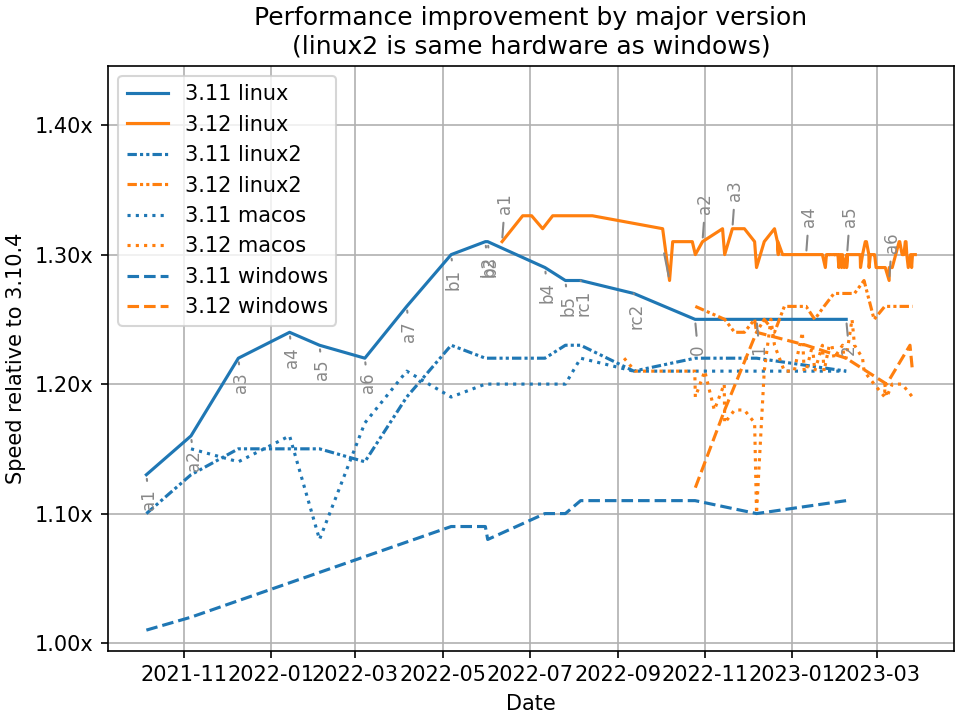 Performance improvement by major version
(linux2 is same hardware as windows)
3.11 linux
3.12 linux
3.11 linux2
3.12 linux2
3.11 macos
3.12 macos
3.11 windows
3.12 windows
Speed relative to 3.10.4
1.40x
1.30x
1.20x
1.10x
1.00x
a1
a2
a3
a4
a5
a6
a7
b1
b3
b4
b5
rc1
rc2
0
1
2
a1
a2
a3
a4
a5
a6
2021-11
2022-01
2022-03
2022-05
2022-07
2022-09
2022-11
2023-01
2023-03
Date